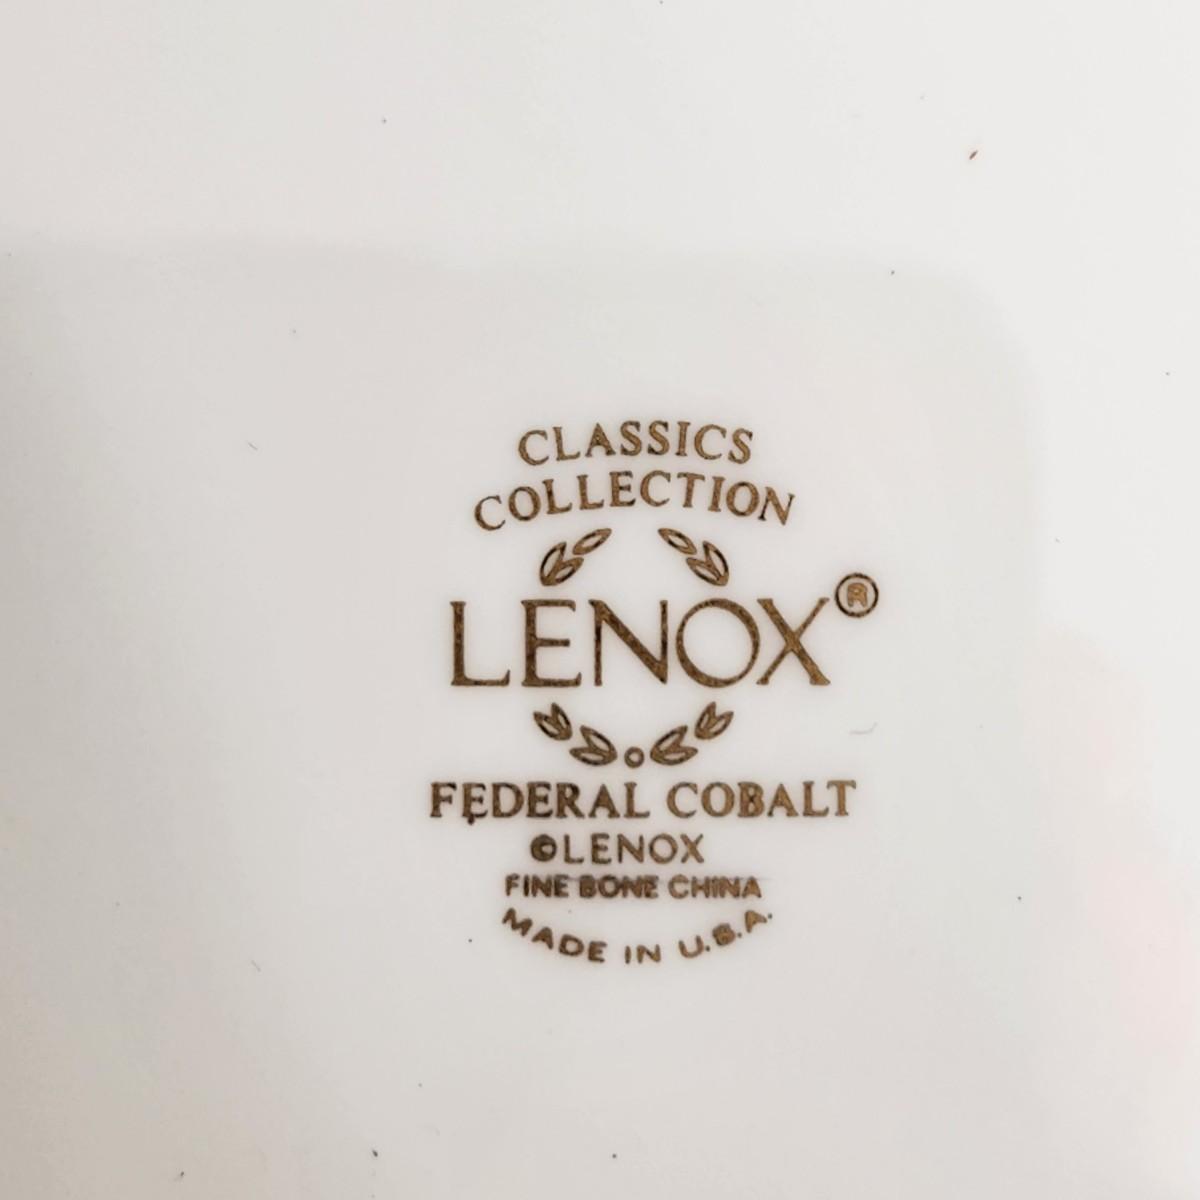 CLASSICS
COLLECTION
LENOX®
FEDERAL COBALT
©LENOX
FINE BONE CHINA
MADE IN U.S.A.